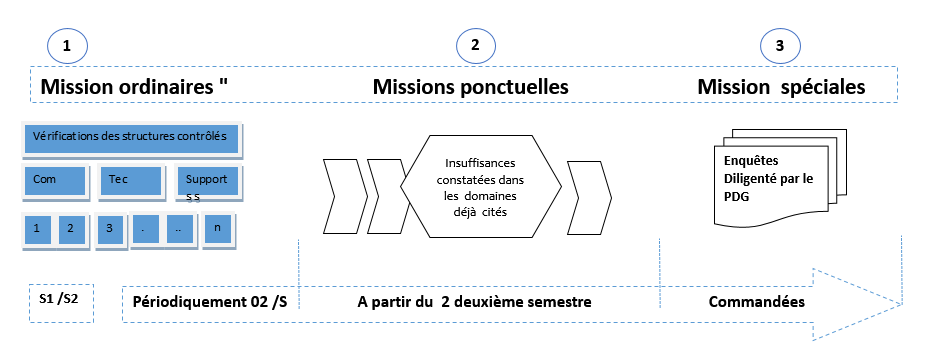 1
2
3
Mission ordinaires "
Missions ponctuelles
Mission spéciales
Vérifications des structures contrôlés
Com
Tec
Support
s s
1
2
3
.
..
n
Insuffisances
constatées dans
les domaines
déjà cités
Enquêtes
Diligenté par le
PDG
S1 /S2
Périodiquement 02 /S
A partir du 2 deuxième semestre
Commandées